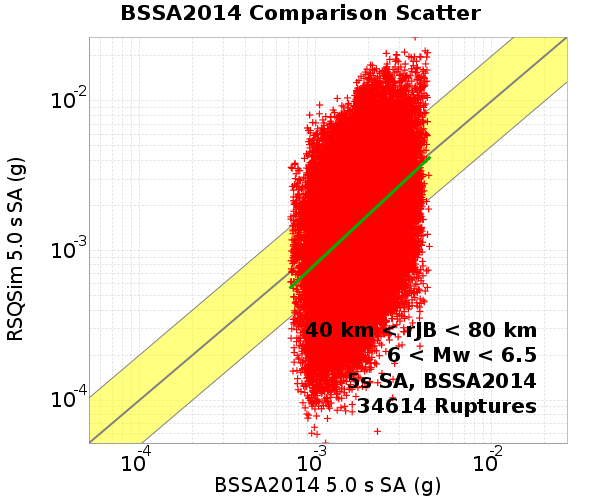 BSSA2014 Comparison Scatter
RSQSim 5.0 s SA (g)
10-2
10-3
10-4
40 km < rJB < 80 km
6 < Mw < 6.5
5s SA, BSSA2014
34614 Ruptures
10-4 10-3 10-2
BSSA2014 5.0 s SA (g)